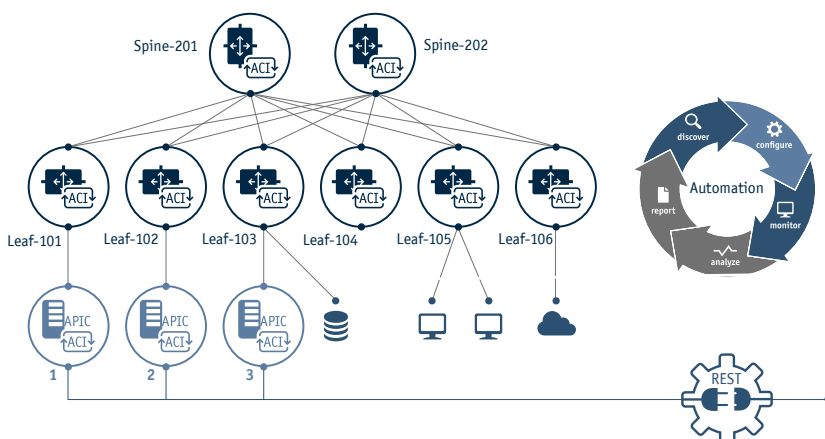 Spine-201
Spine-202
ACI
ACI
ACI
ACI
ACI
ACI
ACI
ACI
Leaf-101
Leaf-102
Leaf-103
Leaf-104
Leaf-105
Leaf-106
discover
configure
Automation
report
monitor
analyze
APIC
ACI
APIC
ACI
APIC
ACI
1
2
3
REST